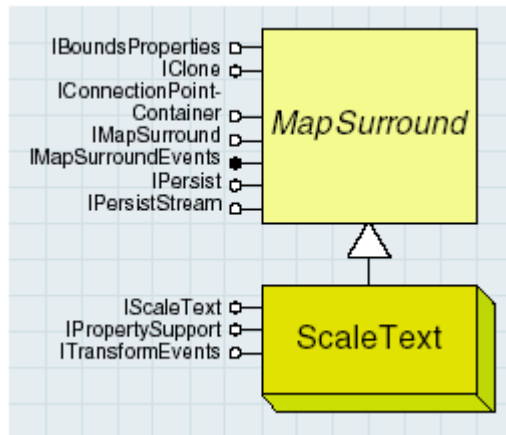 IBoundsProperties
IClone
IConnectionPoint-
Container
IMapSurround
IMapSurroundEvents
IPersist
IPersistStream
MapSurround
IScaleText
IPropertySupport
ITransformEvents
ScaleText